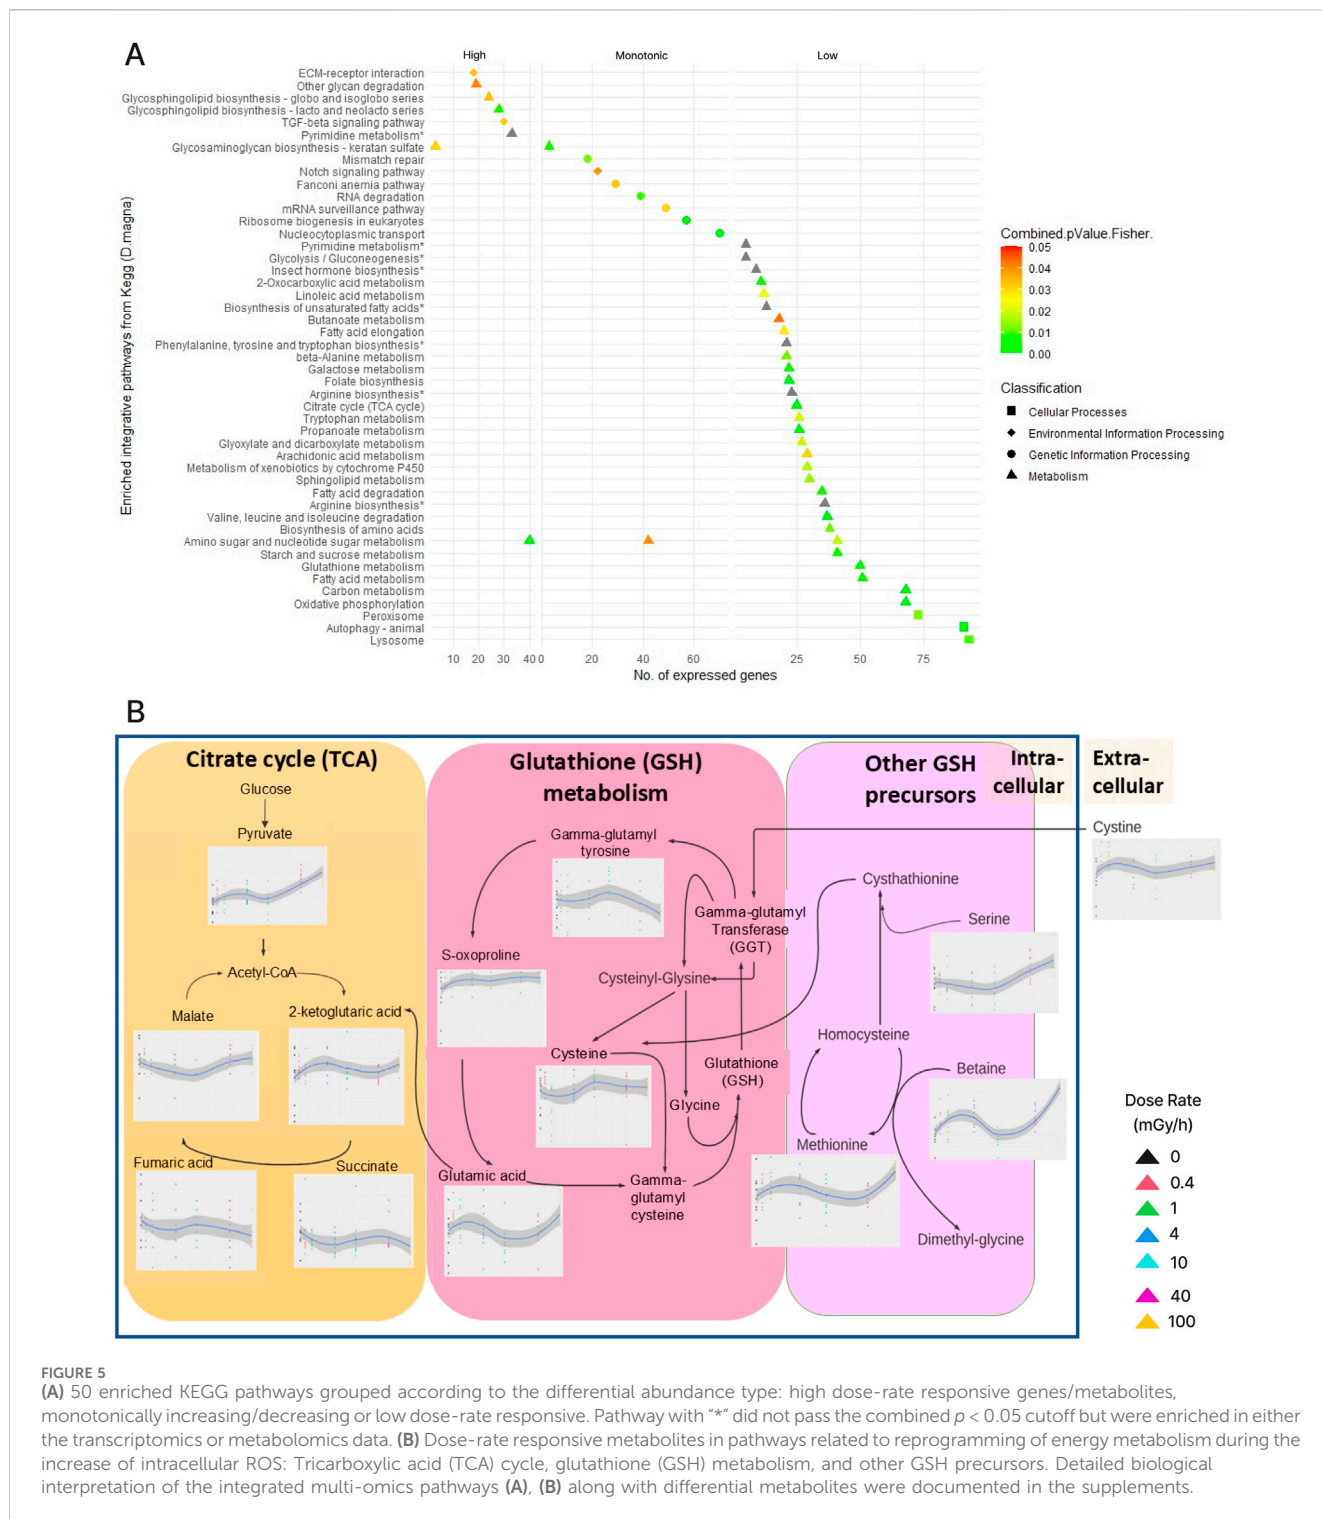 A
High
Monotonic
Low
Enriched integrative pathways from Kegg (D.magna)
ECM-receptor interaction
Other glycan degradation
Glycosphingolipid biosynthesis - globo and isoglobo series
Glycosphingolipid biosynthesis - lacto and neolacto series
TGF-beta signaling pathway
Pyrimidine metabolism*
Glycosaminoglycan biosynthesis - keratan sulfate
Mismatch repair
Notch signaling pathway
Fanconi anemia pathway
RNA degradation
mRNA surveillance pathway
Ribosome biogenesis in eukaryotes
Nucleocytoplasmic transport
Pyrimidine metabolism*
Glycolysis / Gluconeogenesis*
Insect hormone biosynthesis*
2-Oxocarboxylic acid metabolism
Linoleic acid metabolism
Biosynthesis of unsaturated fatty acids*
Butanoate metabolism
Fatty acid elongation
Phenylalanine, tyrosine and tryptophan biosynthesis*
beta-Alanine metabolism
Galactose metabolism
Folate biosynthesis
Arginine biosynthesis*
Citrate cycle (TCA cycle)
Tryptophan metabolism
Propanoate metabolism
Glyoxylate and dicarboxylate metabolism
Arachidonic acid metabolism
Metabolism of xenobiotics by cytochrome P450
Sphingolipid metabolism
Fatty acid degradation
Arginine biosynthesis*
Valine, leucine and isoleucine degradation
Biosynthesis of amino acids
Amino sugar and nucleotide sugar metabolism
Starch and sucrose metabolism
Glutathione metabolism
Fatty acid metabolism
Carbon metabolism
Oxidative phosphorylation
Peroxisome
Autophagy - animal
Lysosome
10 20 30 40 0 20 40 60 25 50 75
No. of expressed genes
Combined.pValue.Fisher.
0.05
0.04
0.03
0.02
0.01
0.00
Classification
Cellular Processes
Environmental Information Processing
Genetic Information Processing
Metabolism
B
Citrate cycle (TCA)
Glucose
Pyruvate
Acetyl-CoA
Malate
2-ketoglutaric acid
Fumaric acid
Succinate
Glutathione (GSH)
metabolism
Gamma-glutamyl
tyrosine
Gamma-glutamyl
Transferase
(GGT)
S-oxoproline
Cysteinyl-Glysine
Cysteine
Glutathione
(GSH)
Glycine
Glutamic acid
Gamma-
glutamyl
cysteine
Other GSH
precursors
Intra-
cellular
Extra-
cellular
Cystine
Cysthathionine
Serine
Homocysteine
Betaine
Methionine
Dimethyl-glycine
Dose Rate
(mGy/h)
0
0.4
1
4
10
40
100
FIGURE 5
(A) 50 enriched KEGG pathways grouped according to the differential abundance type: high dose-rate responsive genes/metabolites,
monotonically increasing/decreasing or low dose-rate responsive. Pathway with “*” did not pass the combined p < 0.05 cutoff but were enriched in either
the transcriptomics or metabolomics data. (B) Dose-rate responsive metabolites in pathways related to reprogramming of energy metabolism during the
increase of intracellular ROS: Tricarboxylic acid (TCA) cycle, glutathione (GSH) metabolism, and other GSH precursors. Detailed biological
interpretation of the integrated multi-omics pathways (A), (B) along with differential metabolites were documented in the supplements.